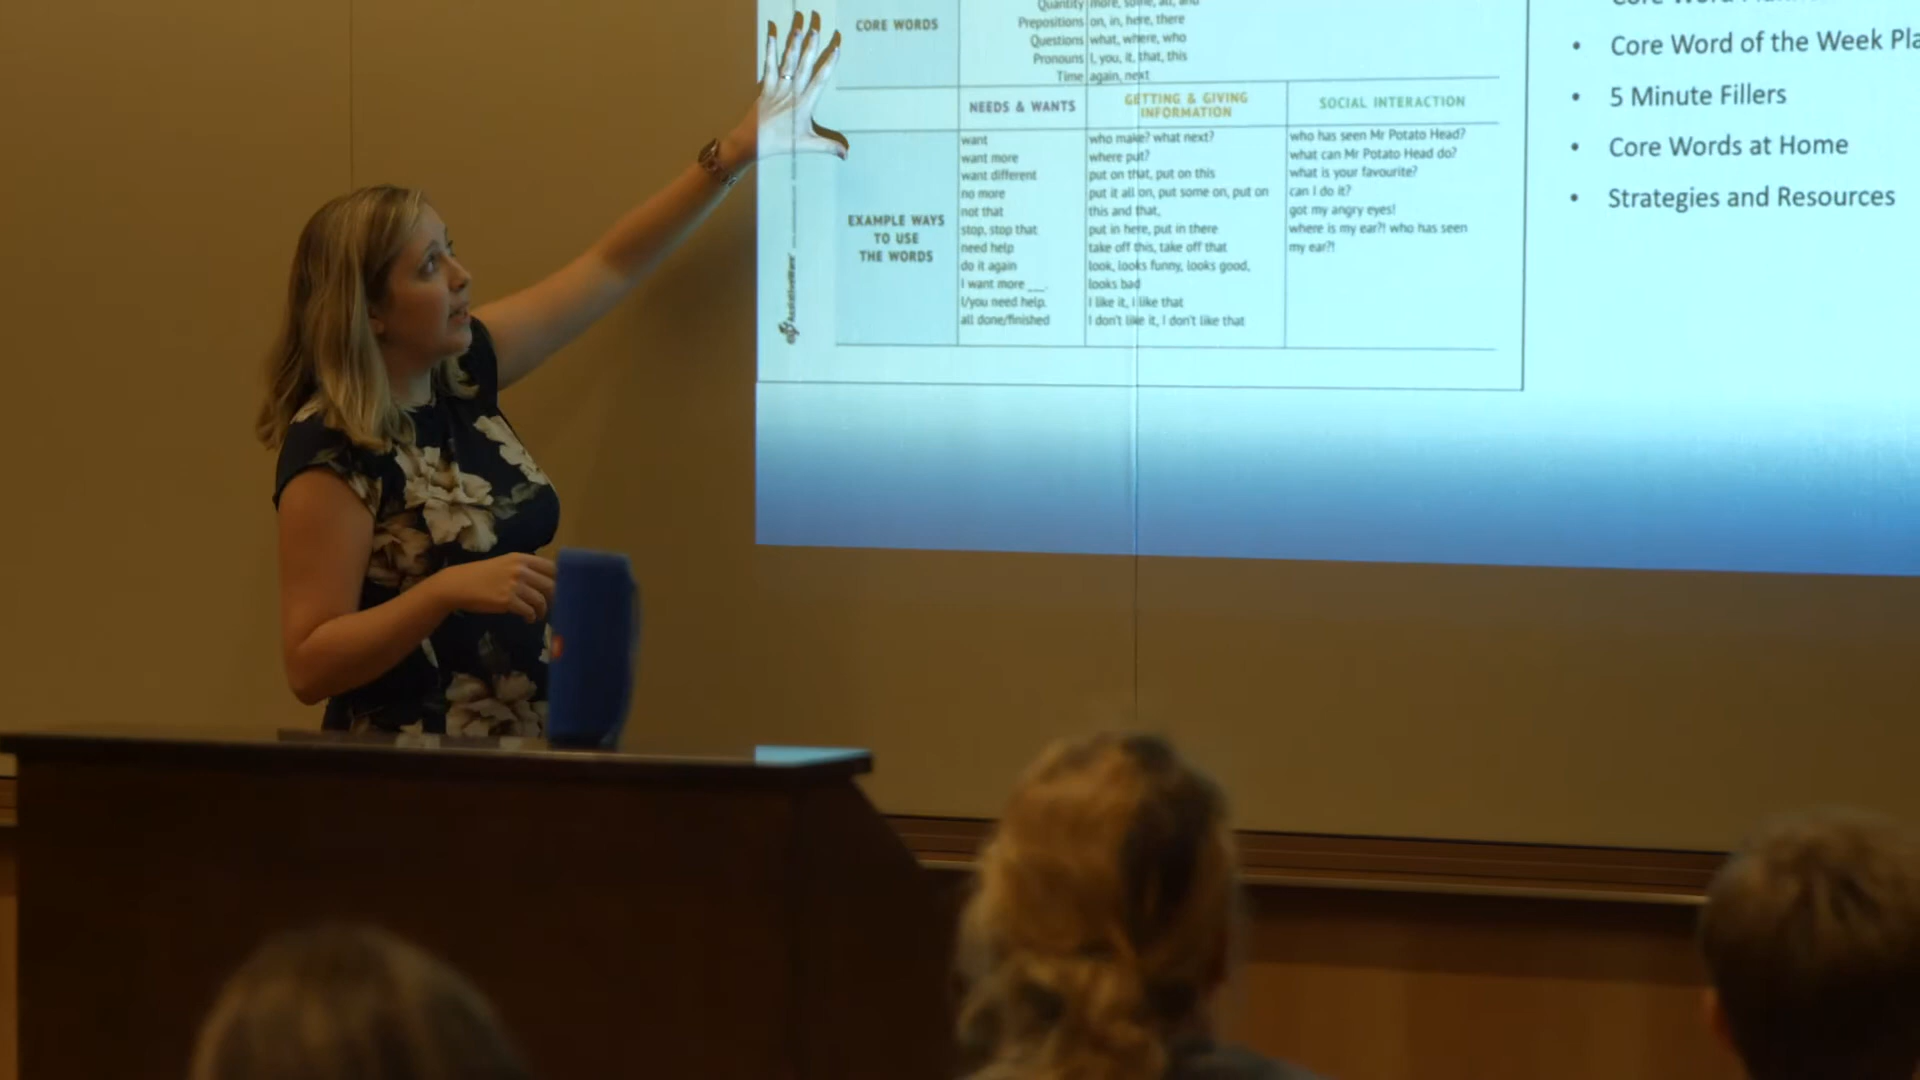 Quantity more, some, all, and
CORE WORDS
Prepositions on, in, here, there
Questions what, where, who
Pronouns I, you, it, that, this
Time again, next
NEEDS & WANTS
GETTING & GIVING
INFORMATION
SOCIAL INTERACTION
EXAMPLE WAYS
TO USE
THE WORDS
want
want more
want different
no more
not that
stop, stop that
need help
do it again
I want more ___.
I/you need help.
all done/finished
who make? what next?
where put?
put on that, put on this
put it all on, put some on, put on
this and that,
put in here, put in there
take off this, take off that
look, looks funny, looks good,
looks bad
I like it, i like that
I don't like it, I don't like that
who has seen Mr Potato Head?
what can Mr Potato Head do?
what is your favourite?
can I do it?
got my angry eyes!
where is my ear?! who has seen
my ear?!
AssistiveWare
Core Word
• Core Word of the Week Pla
• 5 Minute Fillers
• Core Words at Home
• Strategies and Resources